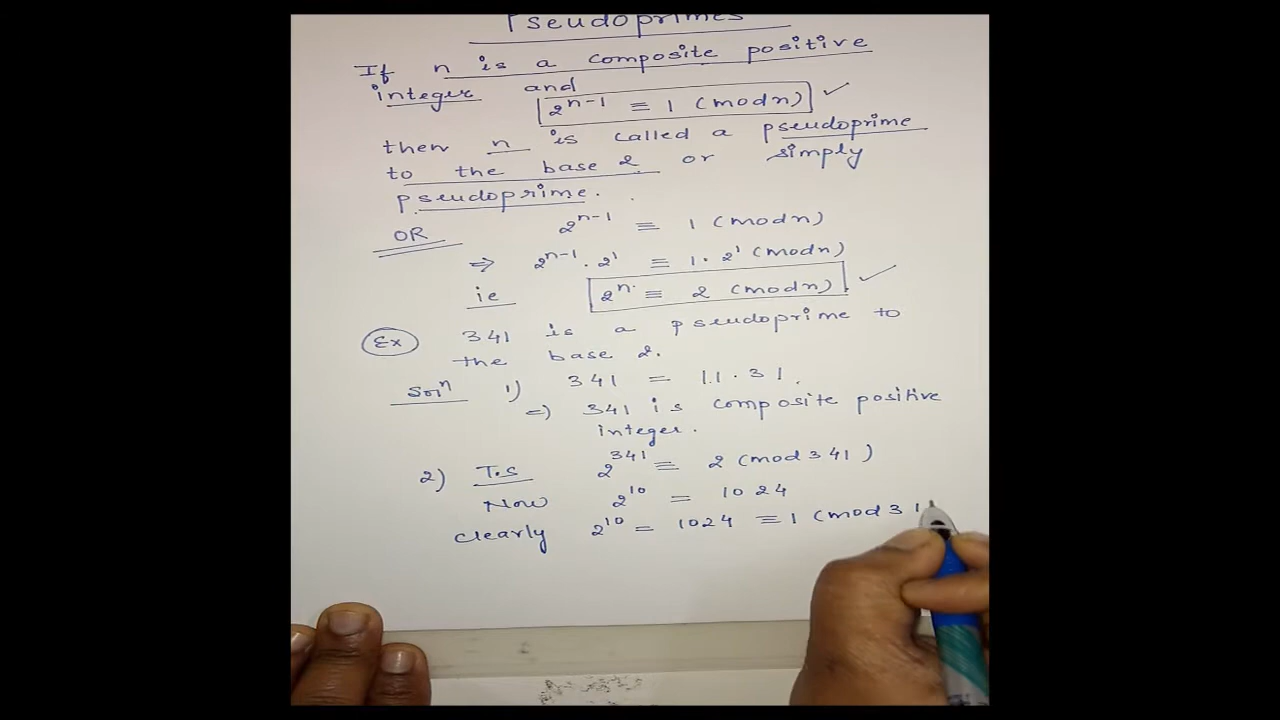 Pseudoprimes
If n is a composite positive
integer and
2^{n-1} ≡ 1 (mod n) ✓
then n is called a pseudoprime
to the base 2 or simply
pseudoprime.
OR 2^{n-1} ≡ 1 (mod n)
⇒ 2^{n-1} · 2^1 ≡ 1 · 2^1 (mod n)
ie 2^n ≡ 2 (mod n) ✓
Ex 341 is a pseudoprime to
the base 2.
Sol^n 1) 341 = 11 · 31.
=) 341 is composite positive
integer.
2) T.S 2^{341} ≡ 2 (mod 341)
Now 2^{10} = 1024
clearly 2^{10} = 1024 ≡ 1 (mod 31